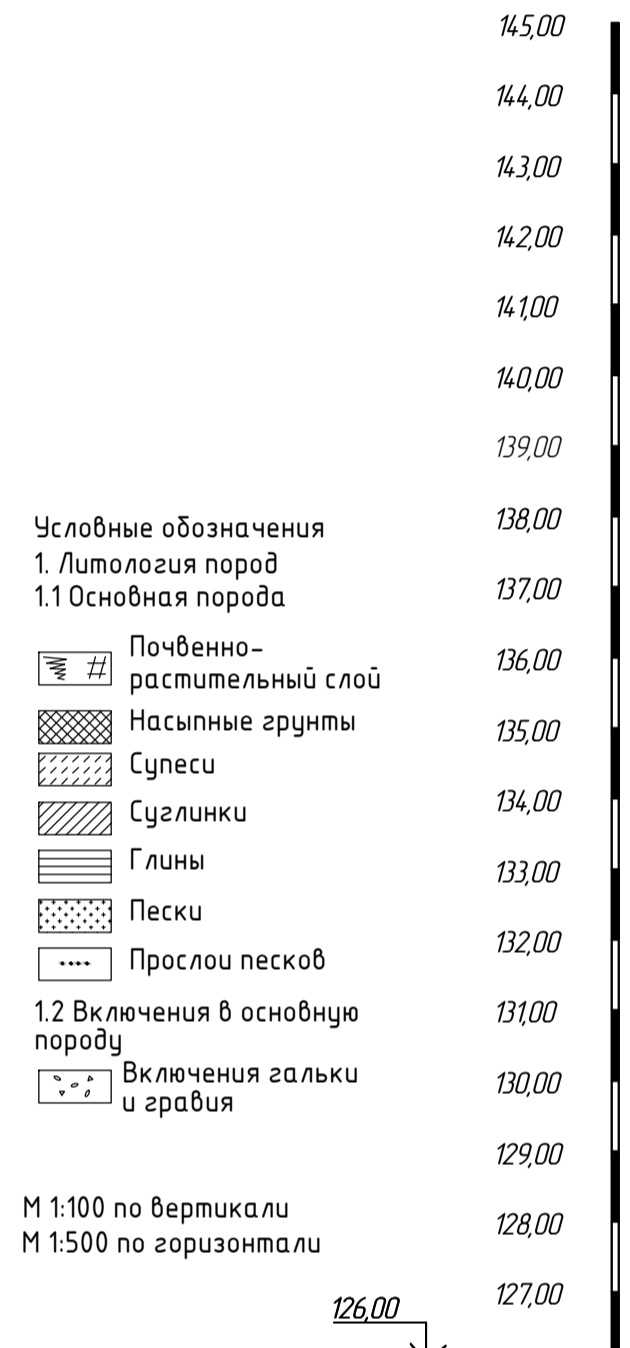 145,00
144,00
143,00
142,00
141,00
140,00
139,00
138,00
137,00
136,00
135,00
134,00
133,00
132,00
131,00
130,00
129,00
128,00
127,00
Условные обозначения
1. Литология пород
1.1 Основная порода
Почвенно-
растительный слой
Насыпные грунты
Супеси
Суглинки
Глины
Пески
Прослои песков
1.2 Включения в основную
породу
Включения гальки
и гравия
М 1:100 по вертикали
М 1:500 по горизонтали
126,00